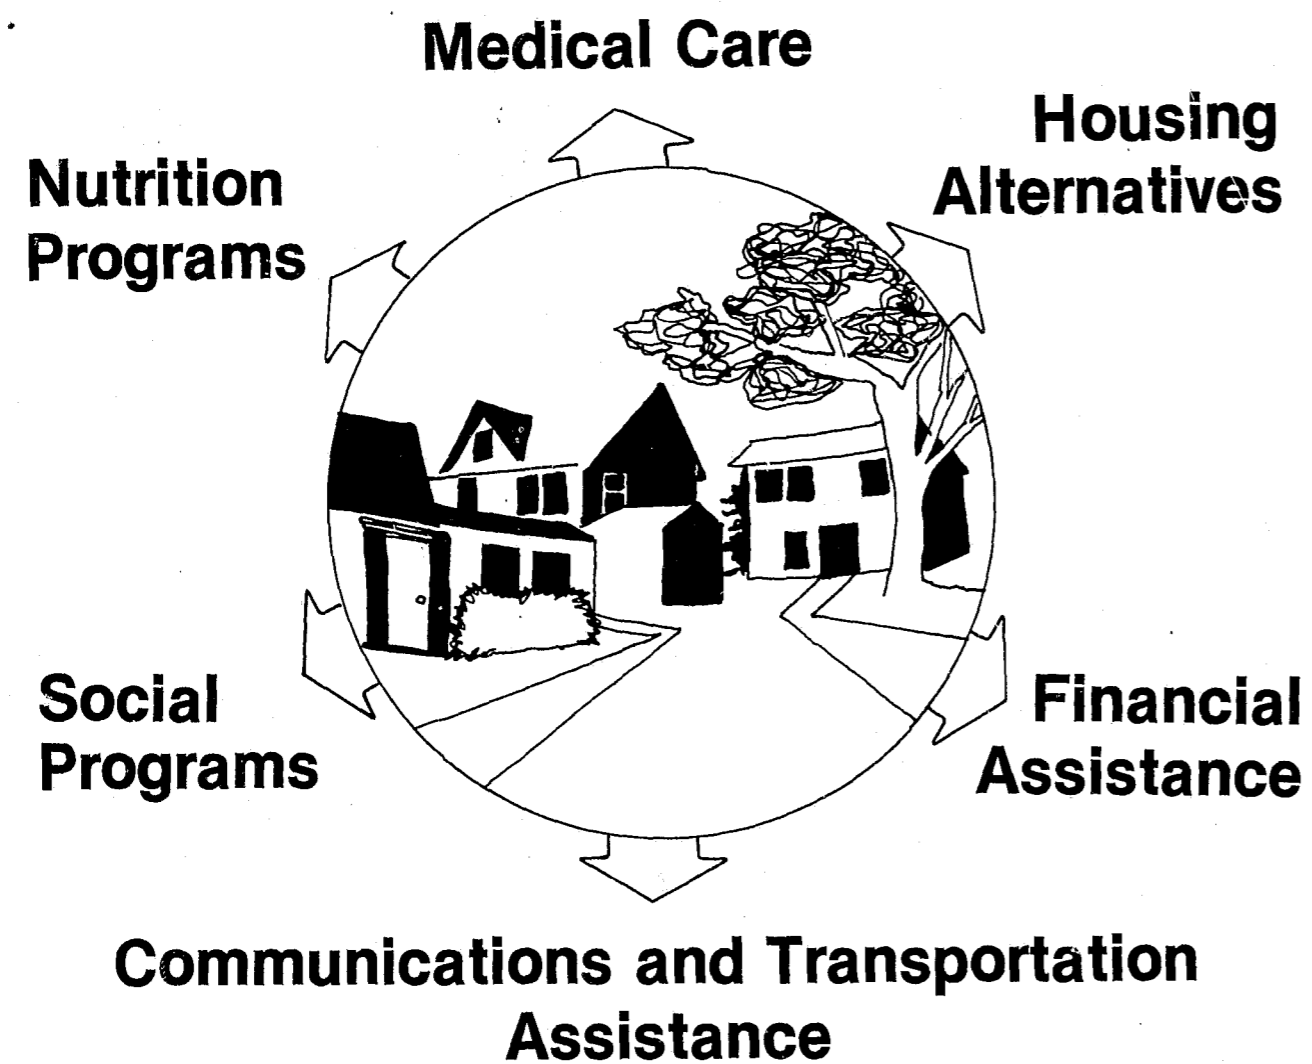 Medical Care
Housing
Alternatives
Nutrition
Programs
Social
Programs
Financial
Assistance
Communications and Transportation
Assistance